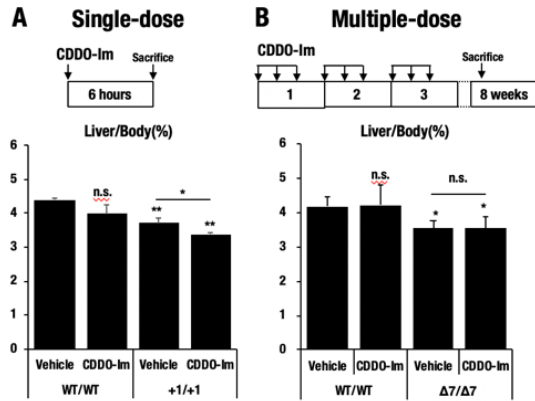 A Single-dose
CDDO-Im
Sacrifice
6 hours
Liver/Body(%)
6
5
4
3
2
1
0
n.s.
**
*
**
Vehicle CDDO-Im Vehicle CDDO-Im
WT/WT +1/+1
B Multiple-dose
CDDO-Im
Sacrifice
1 2 3 8 weeks
Liver/Body(%)
6
5
4
3
2
1
0
n.s.
n.s.
* *
Vehicle CDDO-Im Vehicle CDDO-Im
WT/WT Δ7/Δ7